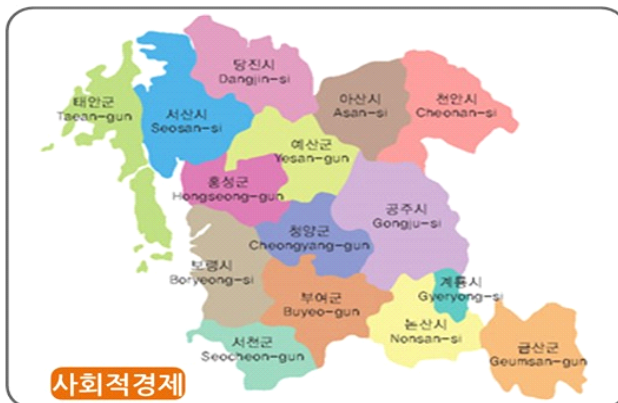 당진시
Dangjin-si
태안군
Taean-gun
서산시
Seosan-si
아산시
Asan-si
천안시
Cheonan-si
예산군
Yesan-gun
홍성군
Hongseong-gun
공주시
Gongju-si
청양군
Cheongyang-gun
보령시
Boryeong-si
계룡시
Gyeryong-si
부여군
Buyeo-gun
논산시
Nonsan-si
서천군
Seocheon-gun
금산군
Geumsan-gun
사회적경제